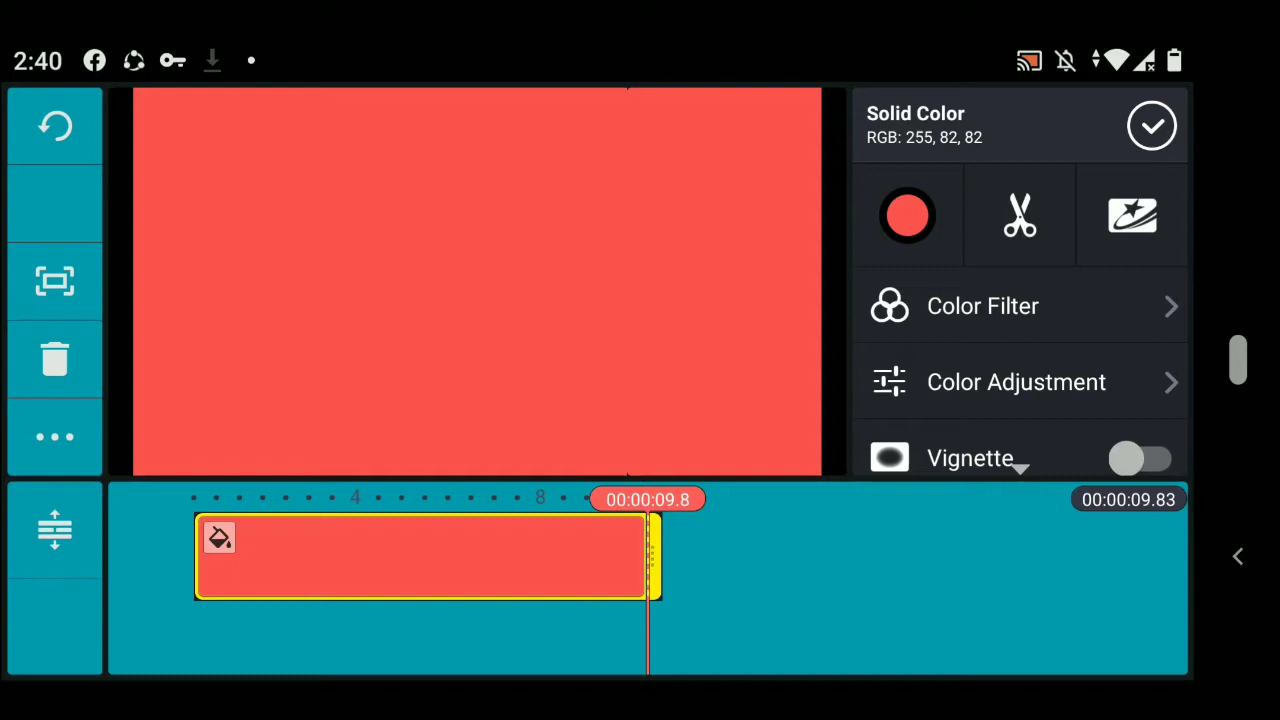 2:40
Solid Color
RGB: 255, 82, 82
Color Filter
Color Adjustment
Vignette
4
8
00:00:09.8
00:00:09.83